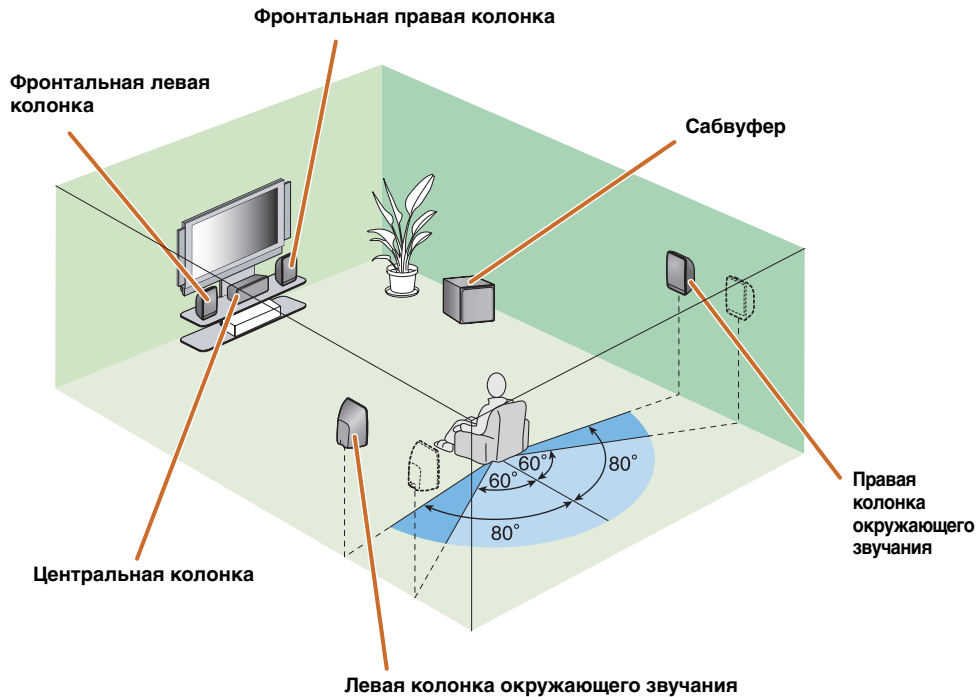 Фронтальная правая колонка
Фронтальная левая
колонка
Сабвуфер
60°
60°
80°
80°
Правая
колонка
окружающего
звучания
Центральная колонка
Левая колонка окружающего звучания